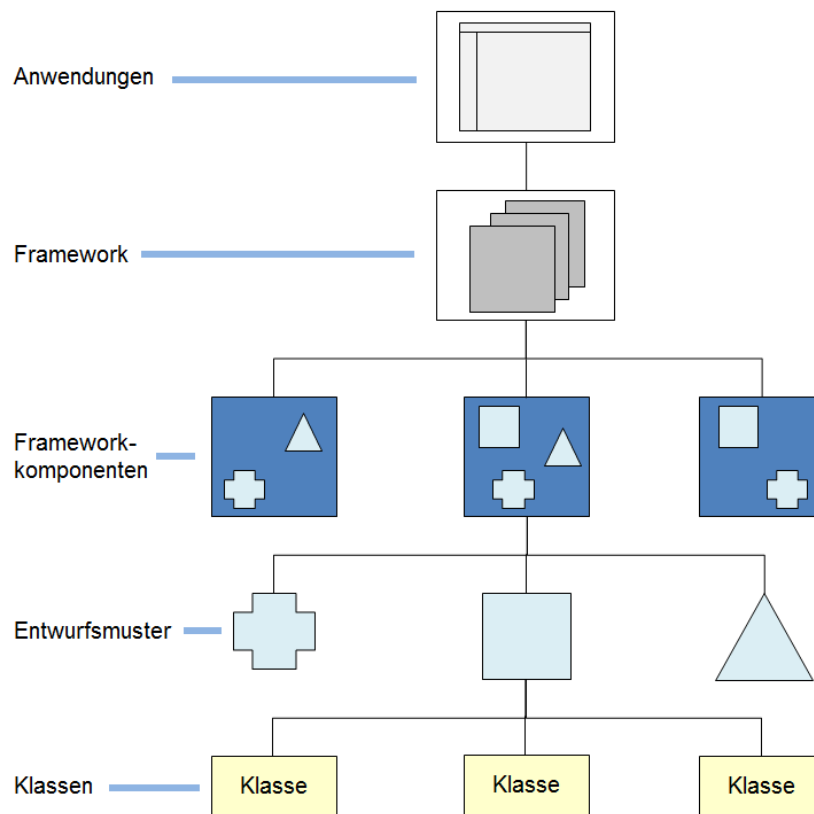 Anwendungen
Framework
Framework-
komponenten
Entwurfsmuster
Klassen
Klasse
Klasse
Klasse